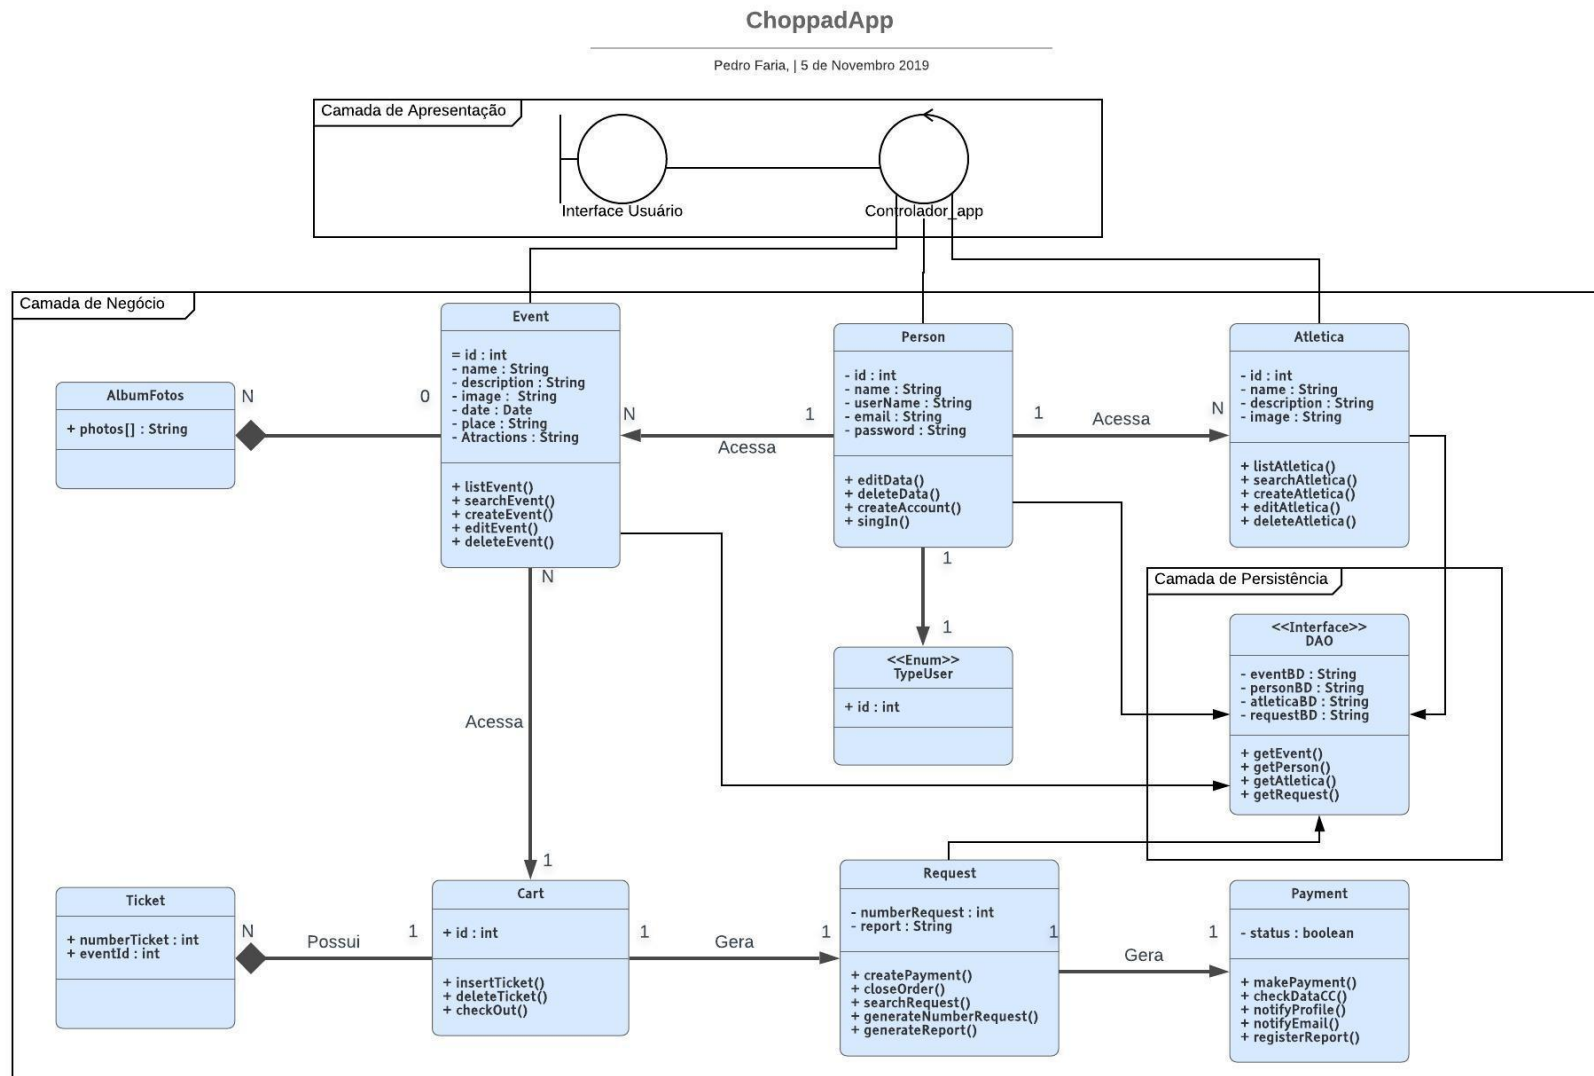 ChoppadApp
Pedro Faria, | 5 de Novembro 2019
Camada de Apresentação
Interface Usuário
Controlador_app
Camada de Negócio
Event
= id : int
- name : String
- description : String
- image :  String
- date : Date
- place : String
- Atractions : String
+ listEvent()
+ searchEvent()
+ createEvent()
+ editEvent()
+ deleteEvent()
Person
- id : int
- name : String
- userName : String
- email : String
- password : String
+ editData()
+ deleteData()
+ createAccount()
+ singIn()
Atletica
- id : int
- name : String
- description : String
- image : String
+ listAtletica()
+ searchAtletica()
+ createAtletica()
+ editAtletica()
+ deleteAtletica()
AlbumFotos
+ photos[] : String
N
0
N
1
Acessa
1
Acessa
N
N
Acessa
1
1
1
<<Enum>>
TypeUser
+ id : int
Camada de Persistência
<<Interface>>
DAO
- eventBD : String
- personBD : String
- atleticaBD : String
- requestBD : String
+ getEvent()
+ getPerson()
+ getAtletica()
+ getRequest()
Ticket
+ numberTicket : int
+ eventId : int
N
Possui
1
Cart
+ id : int
+ insertTicket()
+ deleteTicket()
+ checkOut()
1
Gera
1
Request
- numberRequest : int
- report : String
+ createPayment()
+ closeOrder()
+ searchRequest()
+ generateNumberRequest()
+ generateReport()
1
Gera
1
Payment
- status : boolean
+ makePayment()
+ checkDataCC()
+ notifyProfile()
+ notifyEmail()
+ registerReport()